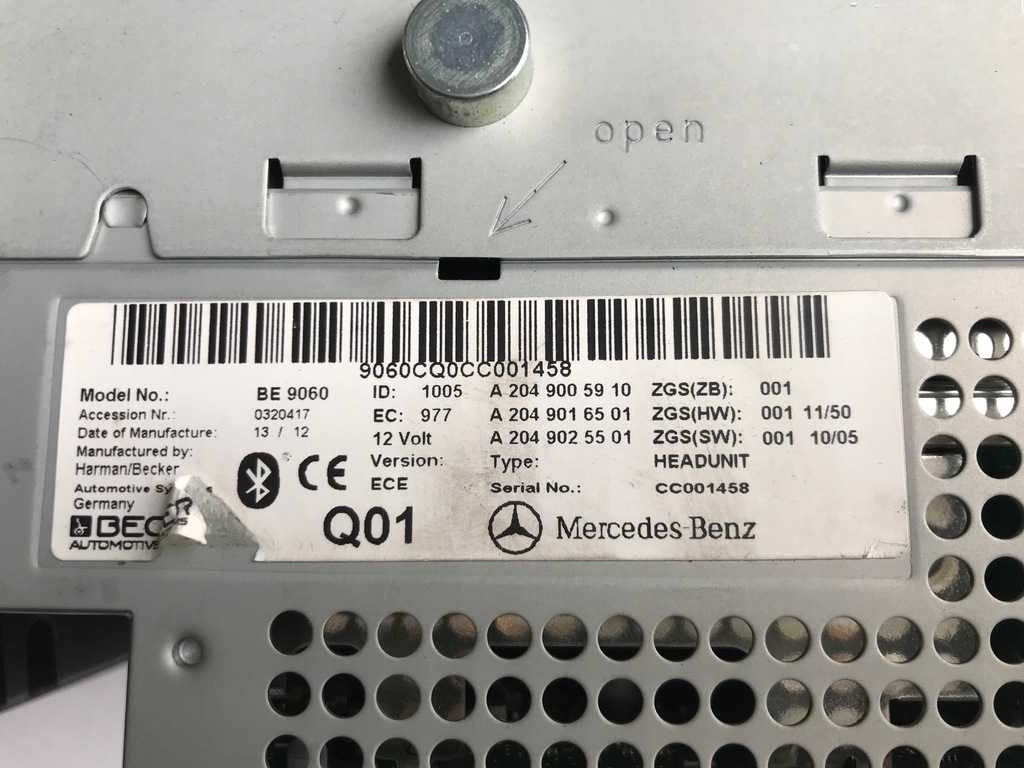 open
9060CQ0CC001458
Model No.: BE 9060 ID: 1005 A 204 900 59 10 ZGS(ZB): 001
Accession Nr.: 0320417 EC: 977 A 204 901 65 01 ZGS(HW): 001 11/50
Date of Manufacture: 13 / 12 12 Volt A 204 902 55 01 ZGS(SW): 001 10/05
Manufactured by: Version: Type: HEADUNIT
Harman/Becker ECE Serial No.: CC001458
Automotive
Germany
CE
Q01
Mercedes-Benz
AUTOMOTIVE